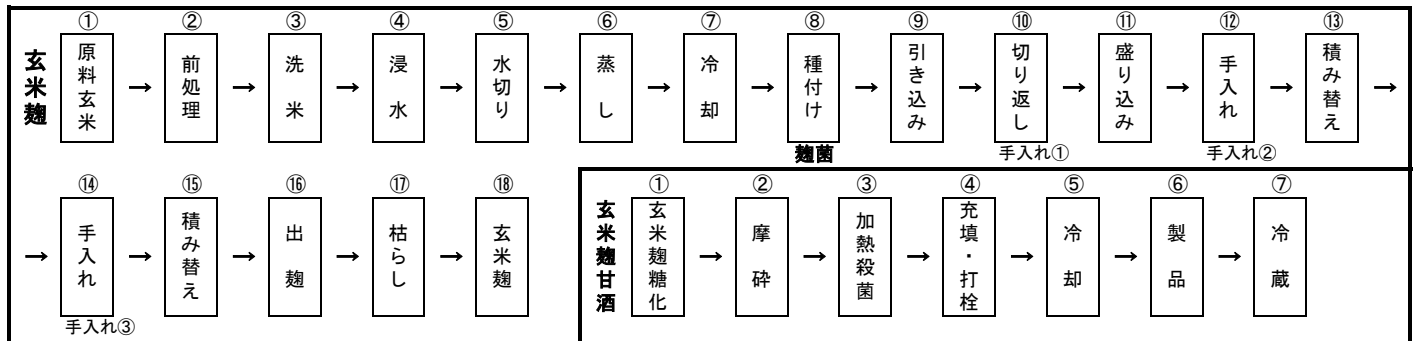 玄米麹
① ② ③ ④ ⑤ ⑥ ⑦ ⑧ ⑨ ⑩ ⑪ ⑫ ⑬
原料玄米 → 前処理 → 洗米 → 浸水 → 水切り → 蒸し → 冷却 → 種付け → 引き込み → 切り返し → 盛り込み → 手入れ → 積み替え →
麹菌 手入れ① 手入れ②
⑭ ⑮ ⑯ ⑰ ⑱
→ 手入れ → 積み替え → 出麹 → 枯らし → 玄米麹
手入れ③
玄米麹甘酒
① ② ③ ④ ⑤ ⑥ ⑦
玄米麹糖化 → 摩砕 → 加熱殺菌 → 充填・打栓 → 冷却 → 製品 → 冷蔵